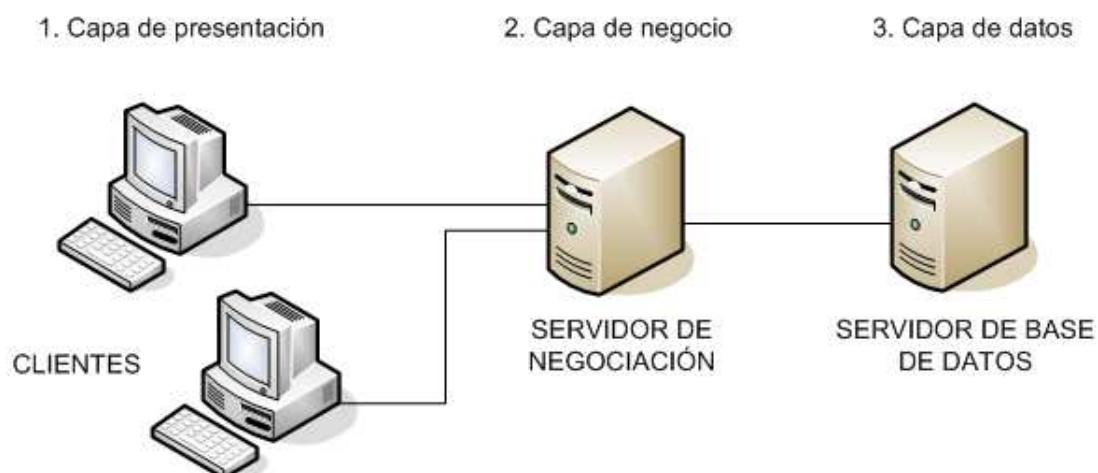 1. Capa de presentación
2. Capa de negocio
3. Capa de datos
CLIENTES
SERVIDOR DE
NEGOCIACIÓN
SERVIDOR DE BASE
DE DATOS